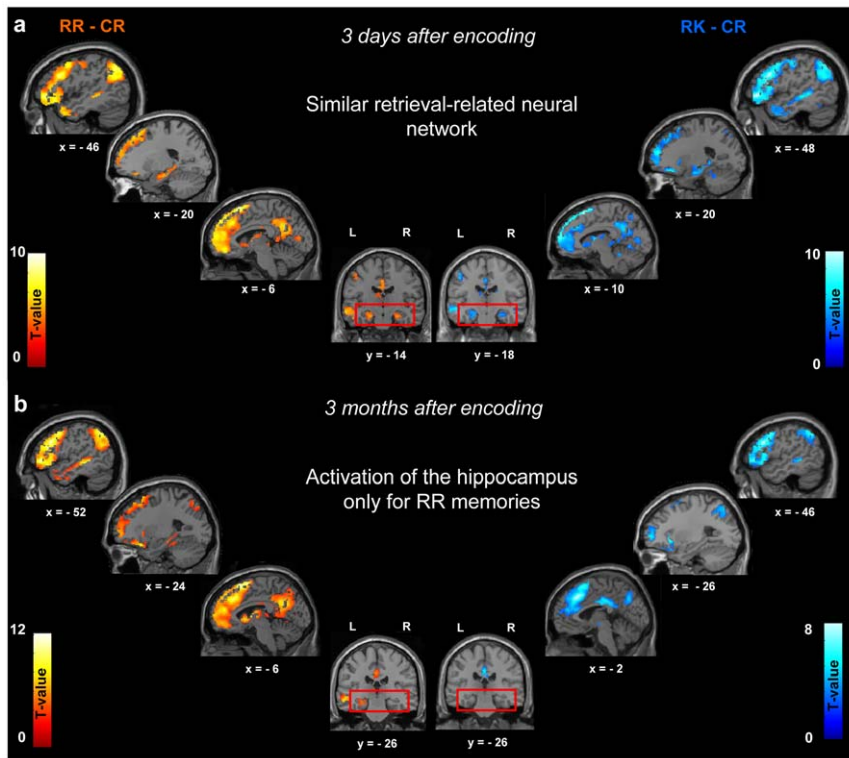 a
RR - CR
3 days after encoding
RK - CR
Similar retrieval-related neural
network
x = - 46
x = - 48
x = - 20
x = - 20
L R L R
10
T-value
0
x = - 6
x = - 10
10
T-value
0
y = - 14
y = - 18
b
3 months after encoding
Activation of the hippocampus
only for RR memories
x = - 52
x = - 46
x = - 24
x = - 26
L R L R
12
T-value
0
x = - 6
x = - 2
8
T-value
0
y = - 26
y = - 26